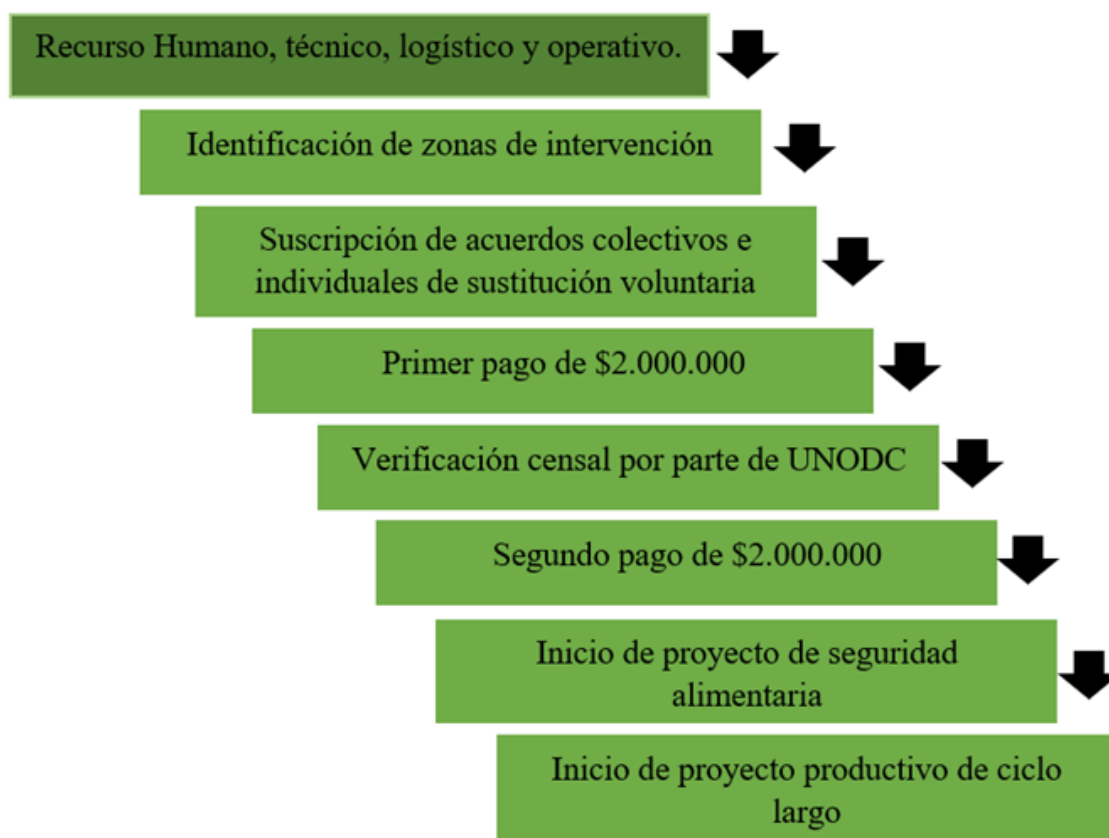 Recurso Humano, técnico, logístico y operativo.
Identificación de zonas de intervención
Suscripción de acuerdos colectivos e
individuales de sustitución voluntaria
Primer pago de $2.000.000
Verificación censal por parte de UNODC
Segundo pago de $2.000.000
Inicio de proyecto de seguridad
alimentaria
Inicio de proyecto productivo de ciclo
largo